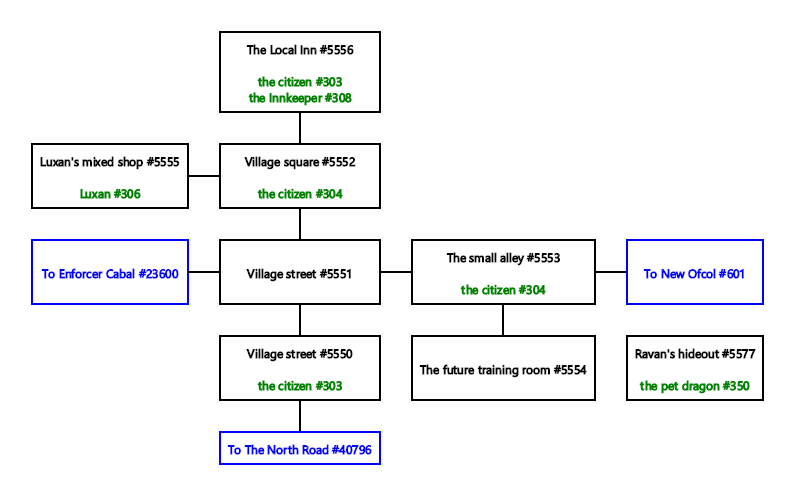 The Local Inn #5556
the citizen #303
the Innkeeper #308
Luxan's mixed shop #5555
Luxan #306
Village square #5552
the citizen #304
To Enforcer Cabal #23600
Village street #5551
The small alley #5553
the citizen #304
To New Ofcol #601
Village street #5550
the citizen #303
The future training room #5554
Ravan's hideout #5577
the pet dragon #350
To The North Road #40796